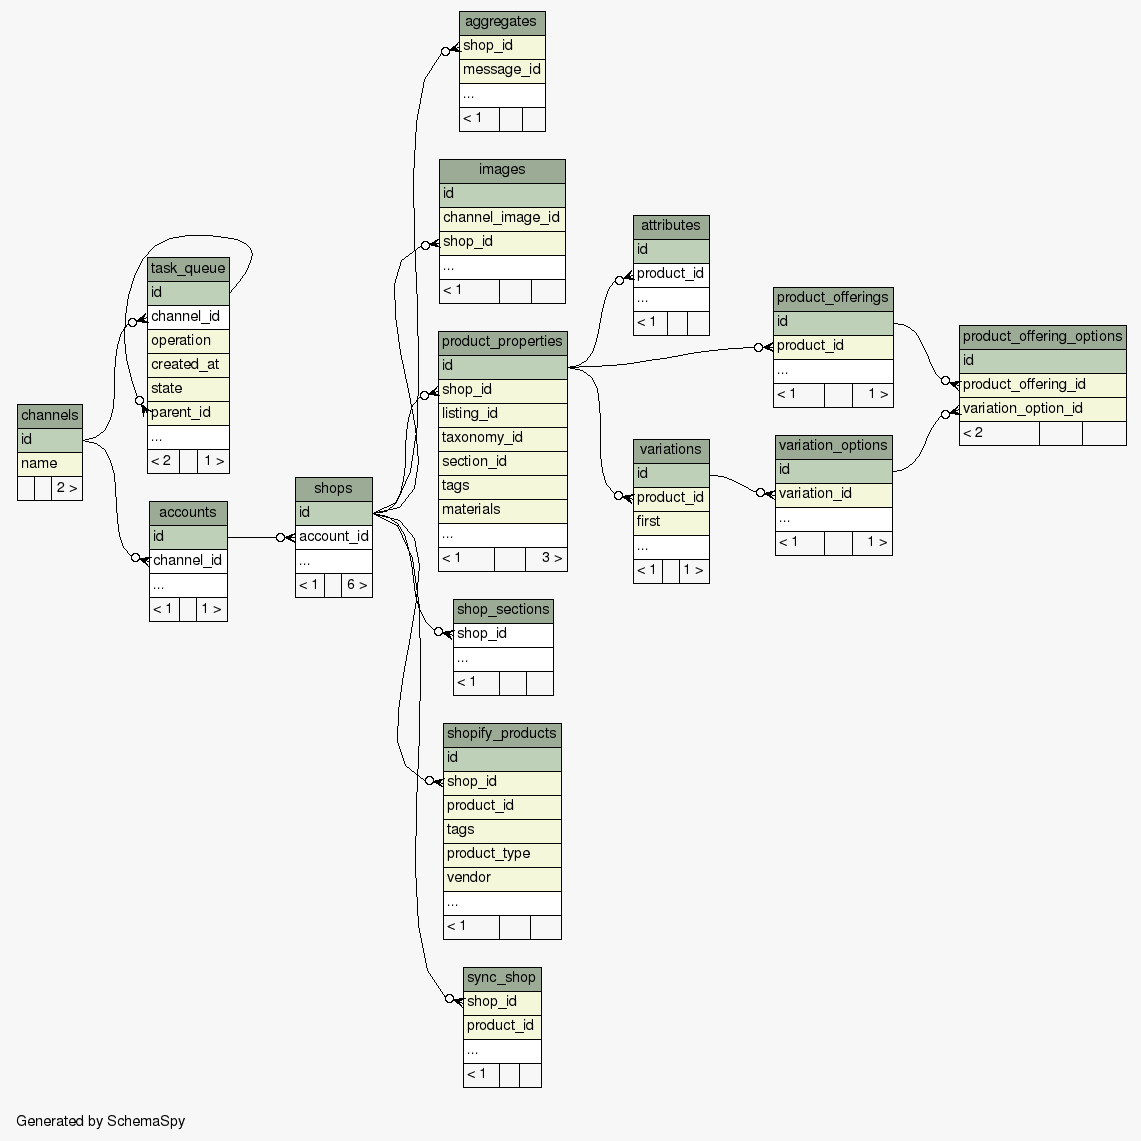 aggregates
shop_id
message_id
...
< 1
images
id
channel_image_id
shop_id
...
< 1
attributes
id
product_id
...
< 1
task_queue
id
channel_id
operation
created_at
state
parent_id
...
< 2 1 >
product_offerings
id
product_id
...
< 1 1 >
product_offering_options
id
product_offering_id
variation_option_id
< 2
product_properties
id
shop_id
listing_id
taxonomy_id
section_id
tags
materials
...
< 1 3 >
channels
id
name
2 >
variations
id
product_id
first
...
< 1 1 >
variation_options
id
variation_id
...
< 1 1 >
shops
id
account_id
...
< 1 6 >
accounts
id
channel_id
...
< 1 1 >
shop_sections
shop_id
...
< 1
shopify_products
id
shop_id
product_id
tags
product_type
vendor
...
< 1
sync_shop
shop_id
product_id
...
< 1
Generated by SchemaSpy